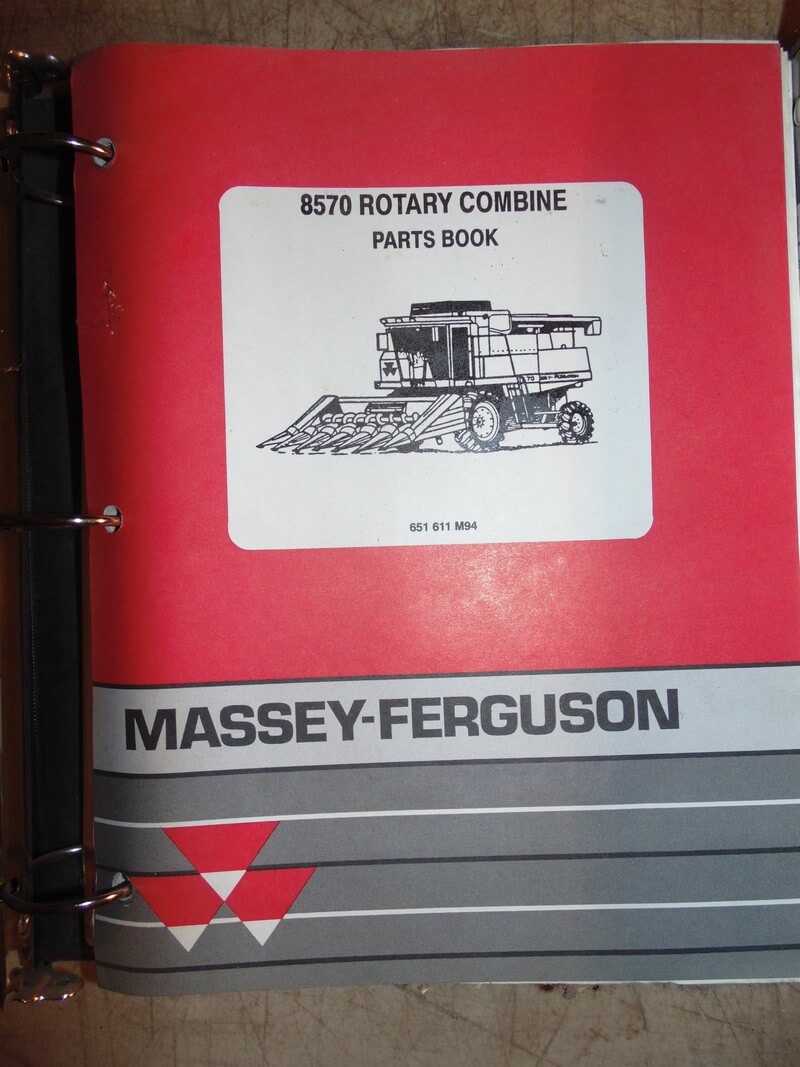 8570 ROTARY COMBINE
PARTS BOOK
651 611 M94
MASSEY-FERGUSON